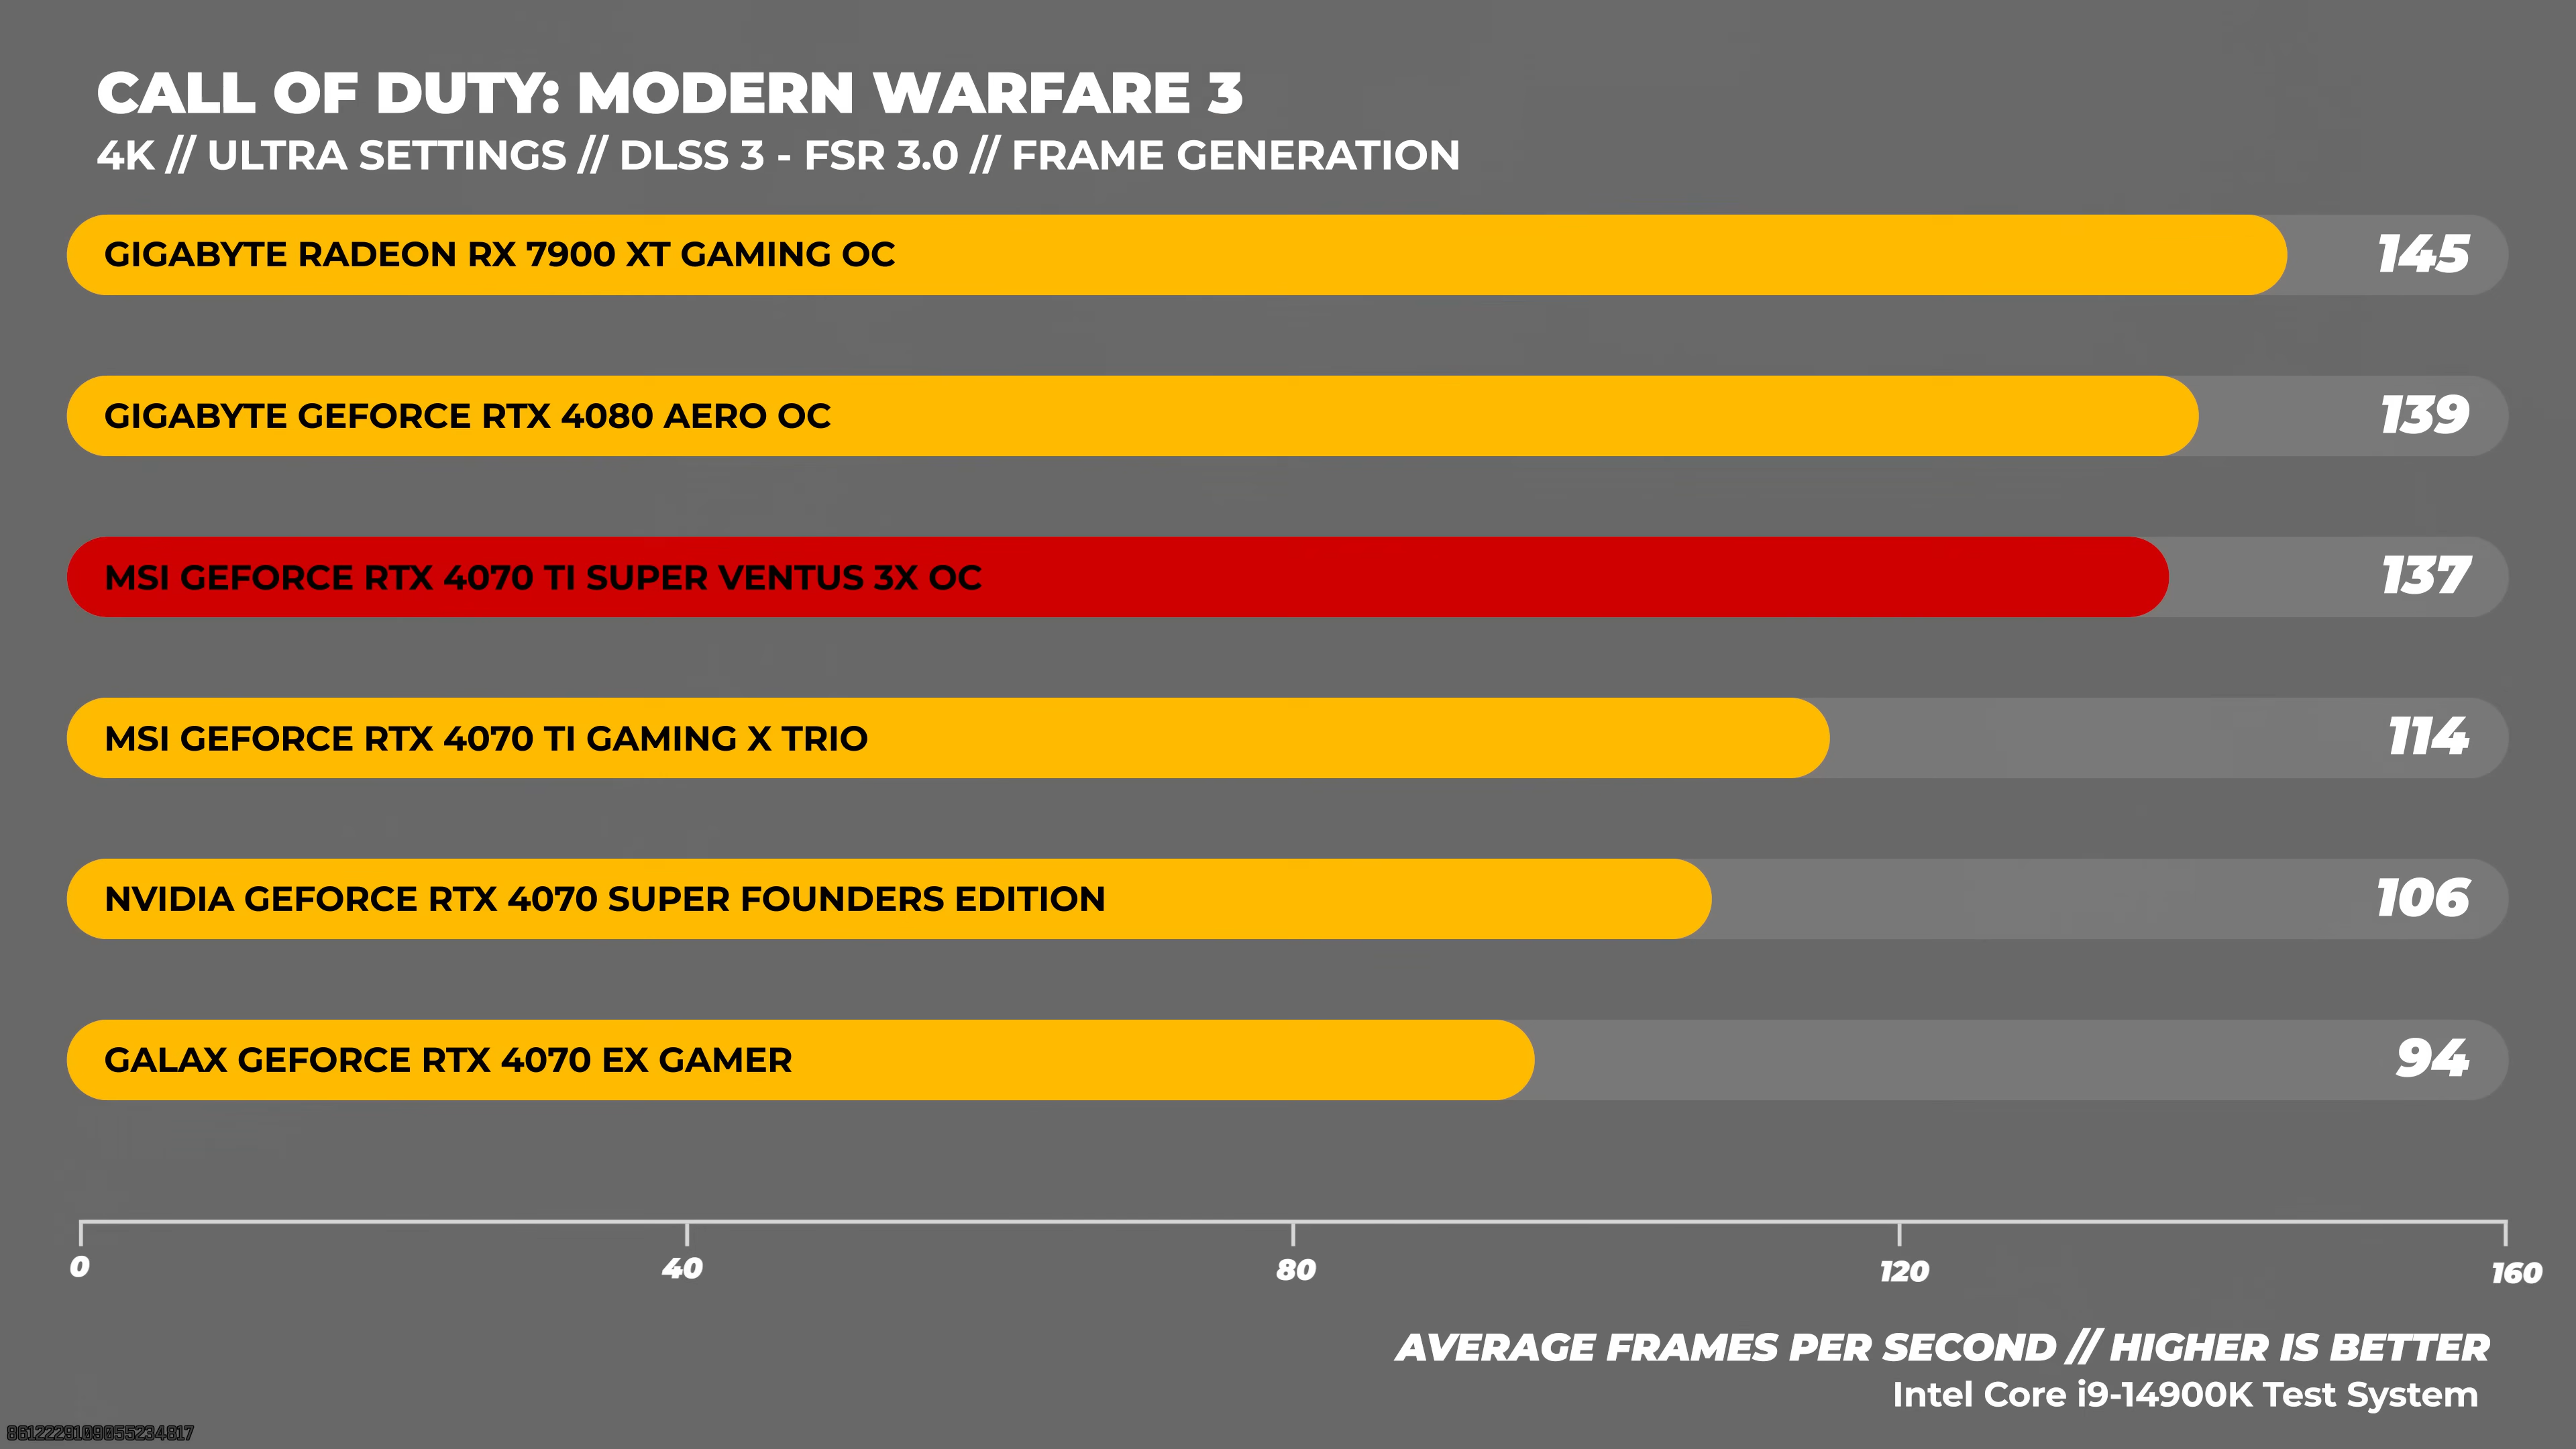 CALL OF DUTY: MODERN WARFARE 3
4K // ULTRA SETTINGS // DLSS 3 - FSR 3.0 // FRAME GENERATION
GIGABYTE RADEON RX 7900 XT GAMING OC 145
GIGABYTE GEFORCE RTX 4080 AERO OC 139
MSI GEFORCE RTX 4070 TI SUPER VENTUS 3X OC 137
MSI GEFORCE RTX 4070 TI GAMING X TRIO 114
NVIDIA GEFORCE RTX 4070 SUPER FOUNDERS EDITION 106
GALAX GEFORCE RTX 4070 EX GAMER 94
0 40 80 120 160
AVERAGE FRAMES PER SECOND // HIGHER IS BETTER
Intel Core i9-14900K Test System